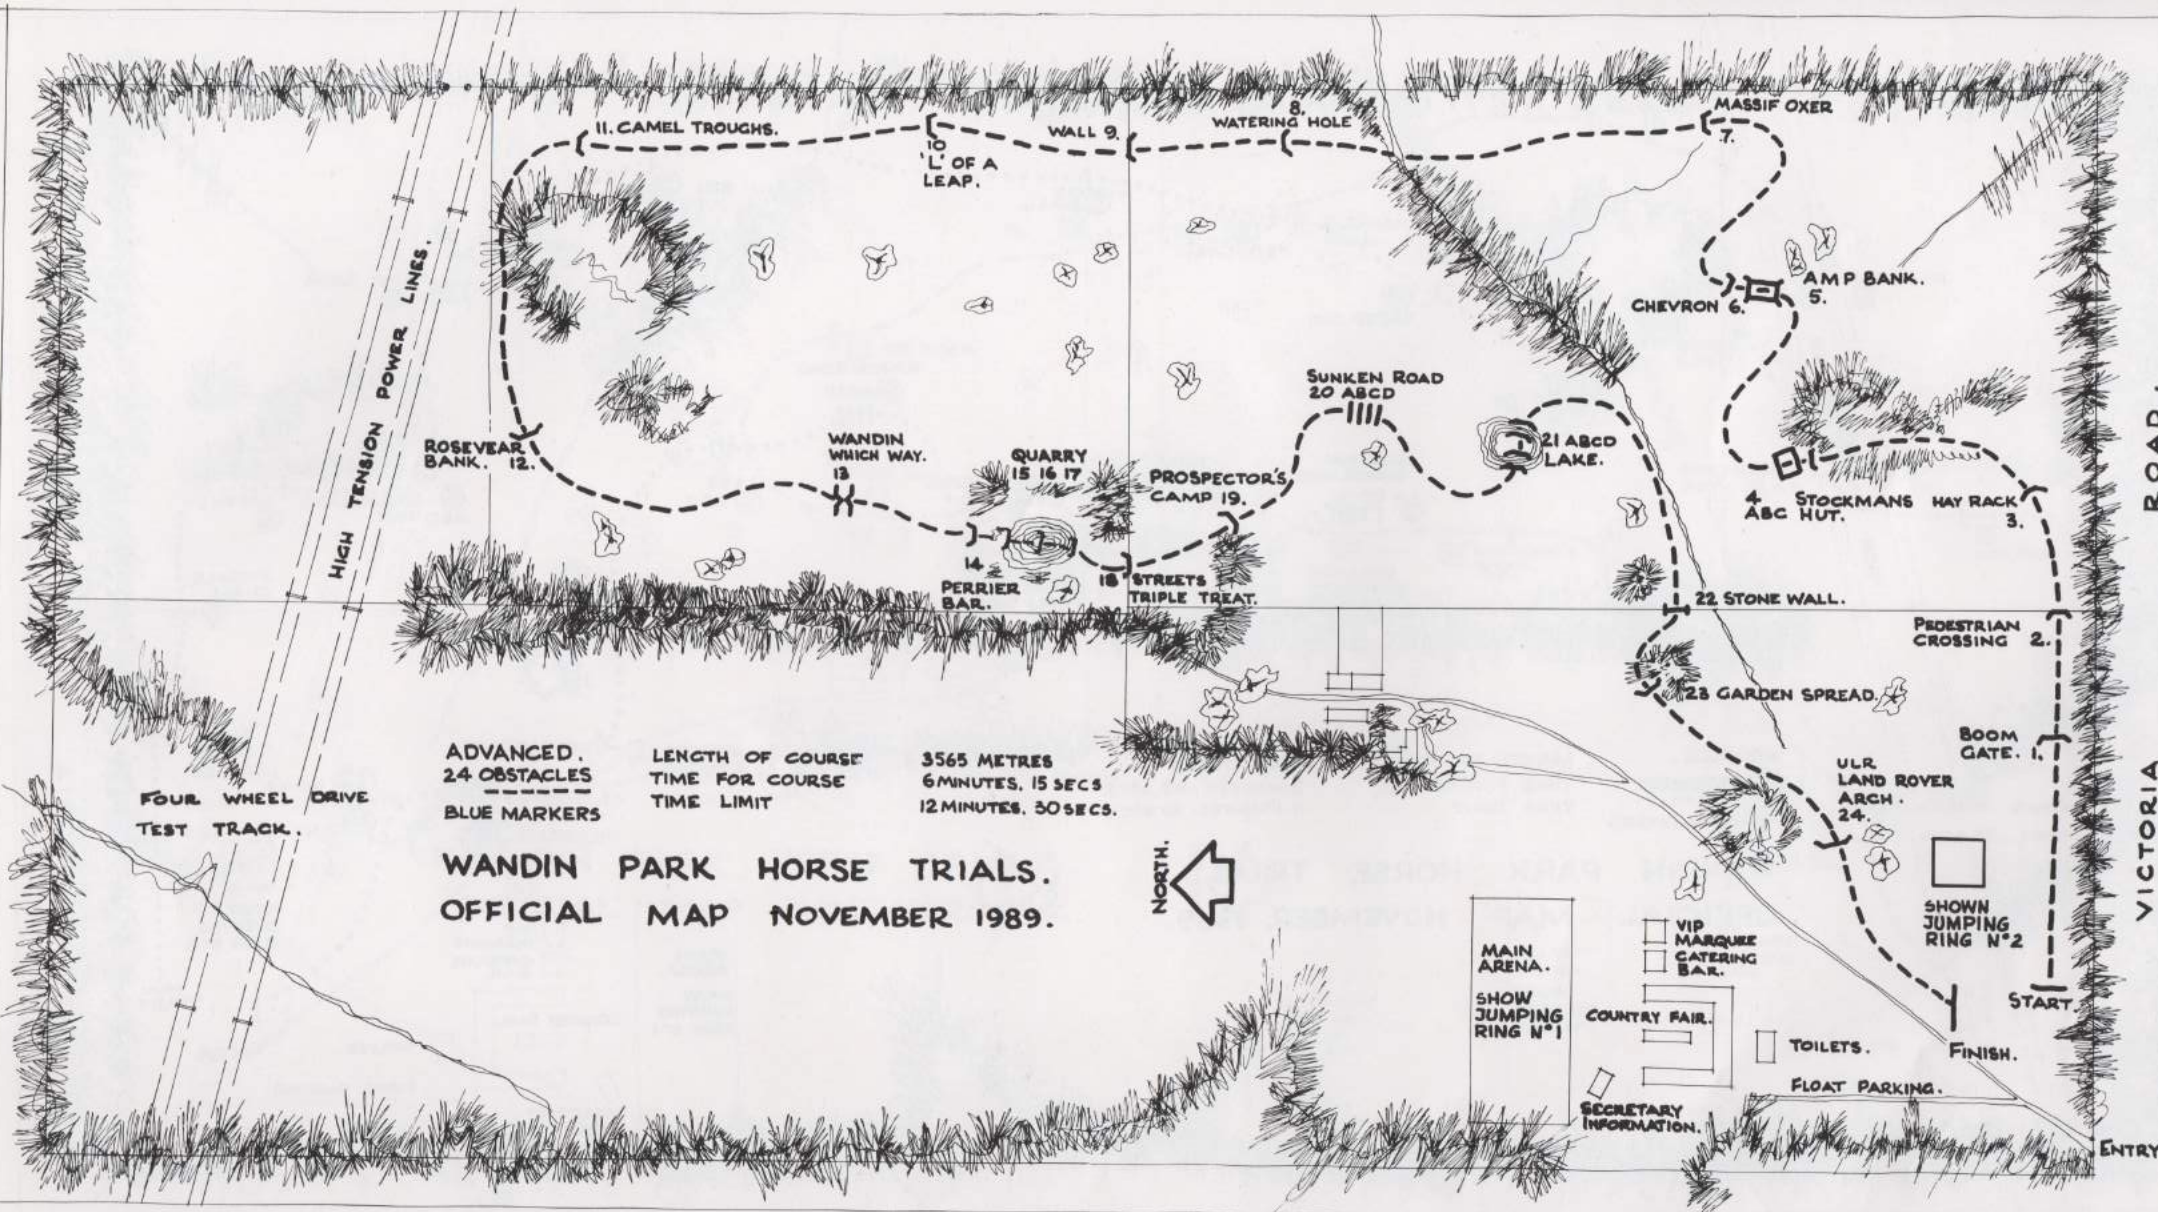 8.
WATERING HOLE
MASSIF OXER
7.
11. CAMEL TROUGHS.
WALL 9.
10
'L' OF A
LEAP.
AMP BANK.
5.
CHEVRON 6.
HIGH TENSION POWER LINES.
SUNKEN ROAD
20 ABCD
ROSEVEAR
BANK. 12.
WANDIN
WHICH WAY.
13
QUARRY
15 16 17
PROSPECTOR'S
CAMP 19.
21 ABCD
LAKE.
4 STOCKMANS
ABC HUT.
HAY RACK
3.
14
PERRIER
BAR.
18 STREETS
TRIPLE TREAT.
22 STONE WALL.
PEDESTRIAN
CROSSING 2.
23 GARDEN SPREAD.
BOOM
GATE. 1.
ULR
LAND ROVER
ARCH.
24.
VICTORIA ROAD.
FOUR WHEEL DRIVE
TEST TRACK.
ADVANCED.
24 OBSTACLES
BLUE MARKERS
LENGTH OF COURSE 3565 METRES
TIME FOR COURSE 6 MINUTES, 15 SECS
TIME LIMIT 12 MINUTES. 30 SECS.
WANDIN PARK HORSE TRIALS.
OFFICIAL MAP NOVEMBER 1989.
NORTH.
MAIN
ARENA.
SHOW
JUMPING
RING Nº1
VIP
MARQUEE
CATERING
BAR.
COUNTRY FAIR.
SHOWN
JUMPING
RING Nº2
START.
TOILETS.
FINISH.
FLOAT PARKING.
SECRETARY
INFORMATION.
ENTRY